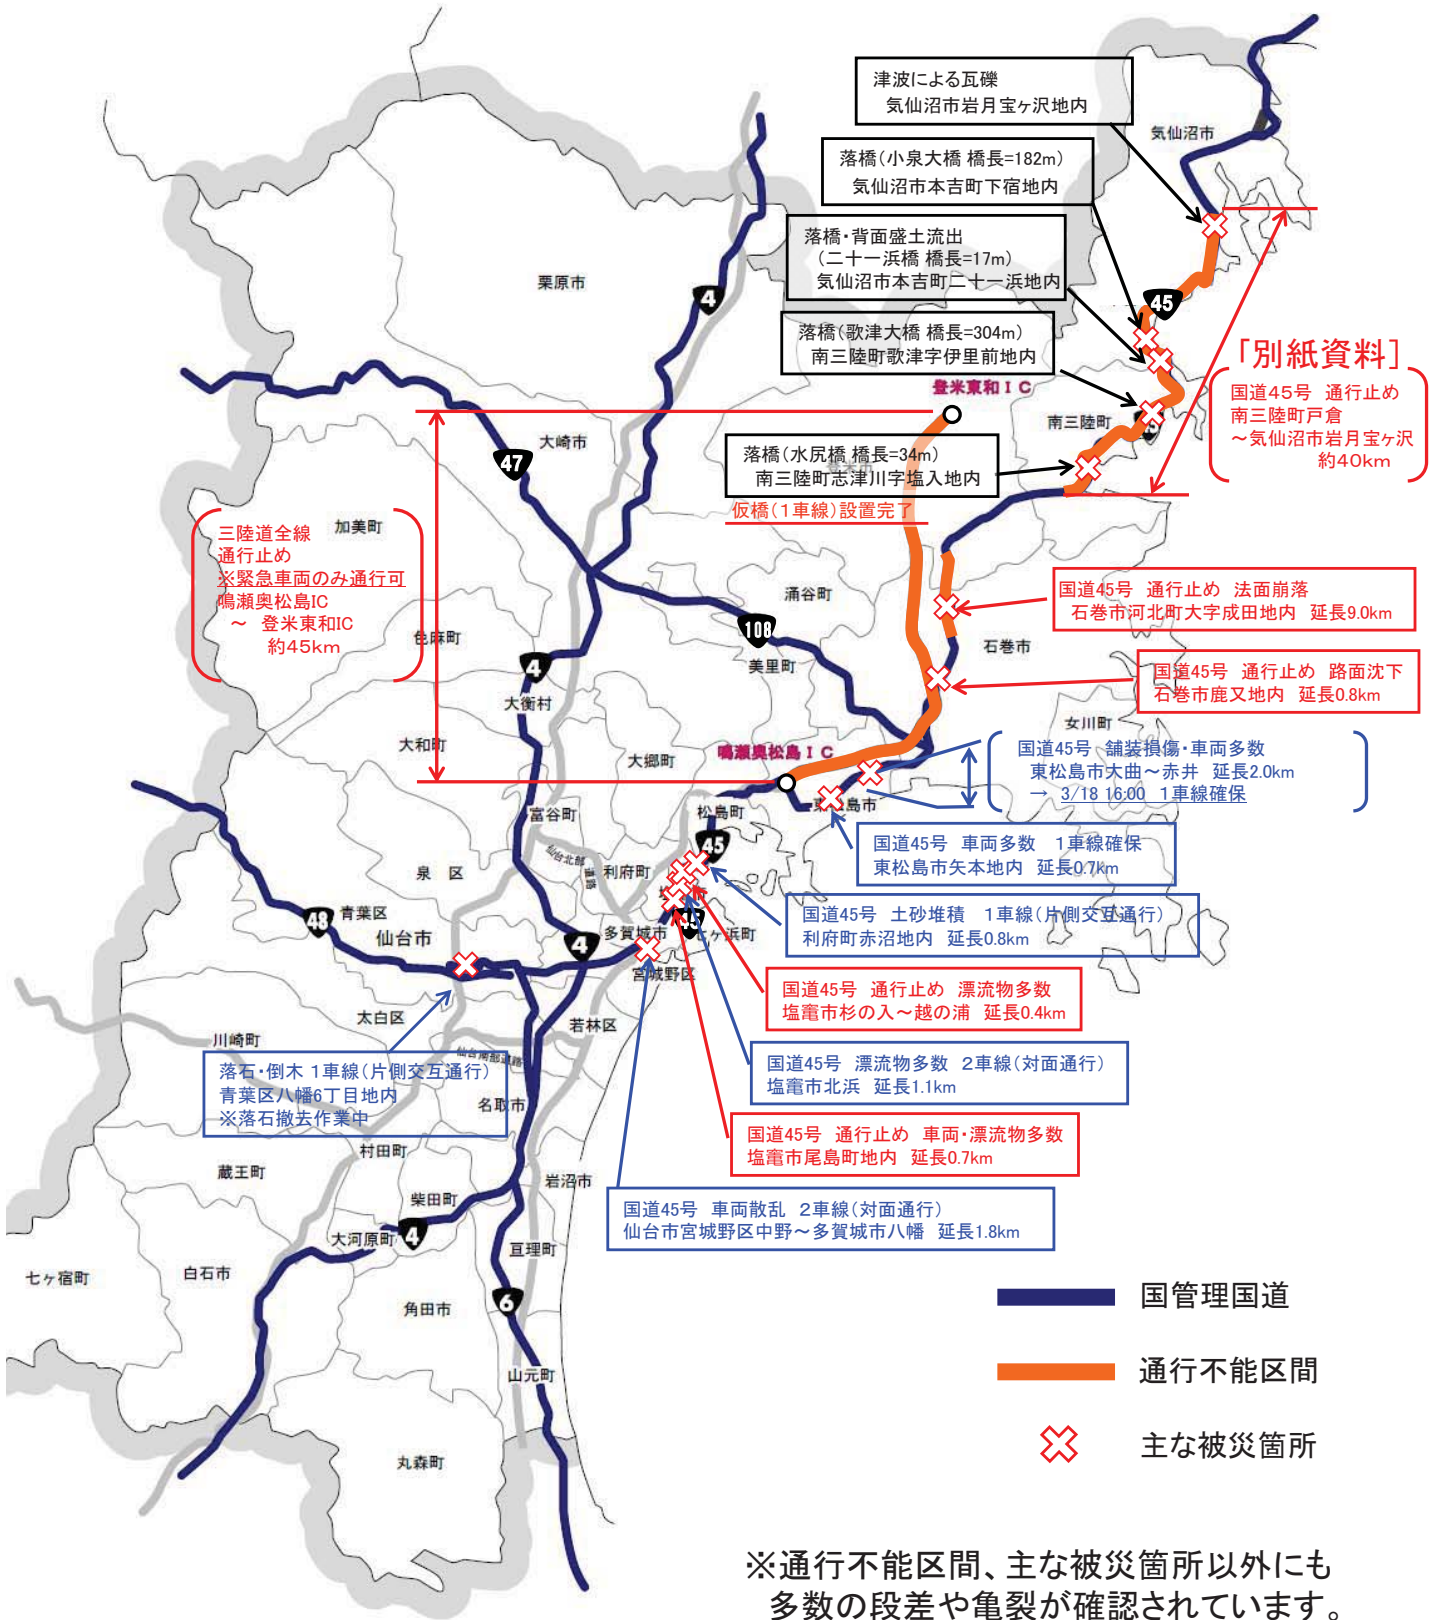 津波による瓦礫
気仙沼市岩月宝ヶ沢地内
気仙沼市
落橋(小泉大橋 橋長=182m)
気仙沼市本吉町下宿地内
落橋・背面盛土流出
(二十一浜橋 橋長=17m)
気仙沼市本吉町二十一浜地内
落橋(歌津大橋 橋長=304m)
南三陸町歌津字伊里前地内
45
栗原市
4
「別紙資料]
国道45号 通行止め
南三陸町戸倉
～気仙沼市岩月宝ヶ沢
約40km
登米東和ＩＣ
南三陸町
落橋(水尻橋 橋長=34m)
南三陸町志津川字塩入地内
仮橋(1車線)設置完了
大崎市
47
加美町
三陸道全線
通行止め
※緊急車両のみ通行可
鳴瀬奥松島IC
～ 登米東和IC
約45km
色麻町
涌谷町
108
美里町
国道45号 通行止め 法面崩落
石巻市河北町大字成田地内 延長9.0km
石巻市
国道45号 通行止め 路面沈下
石巻市鹿又地内 延長0.8km
4
大衡村
女川町
大和町
大郷町
鳴瀬奥松島ＩＣ
国道45号 舗装損傷・車両多数
東松島市大曲～赤井 延長2.0km
→ 3/18 16:00 1車線確保
松島町
東松島市
富谷町
45
国道45号 車両多数 1車線確保
東松島市矢本地内 延長0.7km
仙台北部道路
利府町
泉 区
青葉区
48
仙台市
国道45号 土砂堆積 1車線(片側交互通行)
利府町赤沼地内 延長0.8km
多賀城市
45
七ヶ浜町
4
宮城野区
国道45号 通行止め 漂流物多数
塩竈市杉の入～越の浦 延長0.4km
太白区
若林区
川崎町
仙台南部道路
国道45号 漂流物多数 2車線(対面通行)
塩竈市北浜 延長1.1km
落石・倒木 1車線(片側交互通行)
青葉区八幡6丁目地内
※落石撤去作業中
名取市
国道45号 通行止め 車両・漂流物多数
塩竈市尾島町地内 延長0.7km
村田町
蔵王町
岩沼市
柴田町
国道45号 車両散乱 2車線(対面通行)
仙台市宮城野区中野～多賀城市八幡 延長1.8km
大河原町
4
亘理町
七ヶ宿町
白石市
角田市
6
国管理国道
通行不能区間
山元町
主な被災箇所
丸森町
※通行不能区間、主な被災箇所以外にも
多数の段差や亀裂が確認されています。